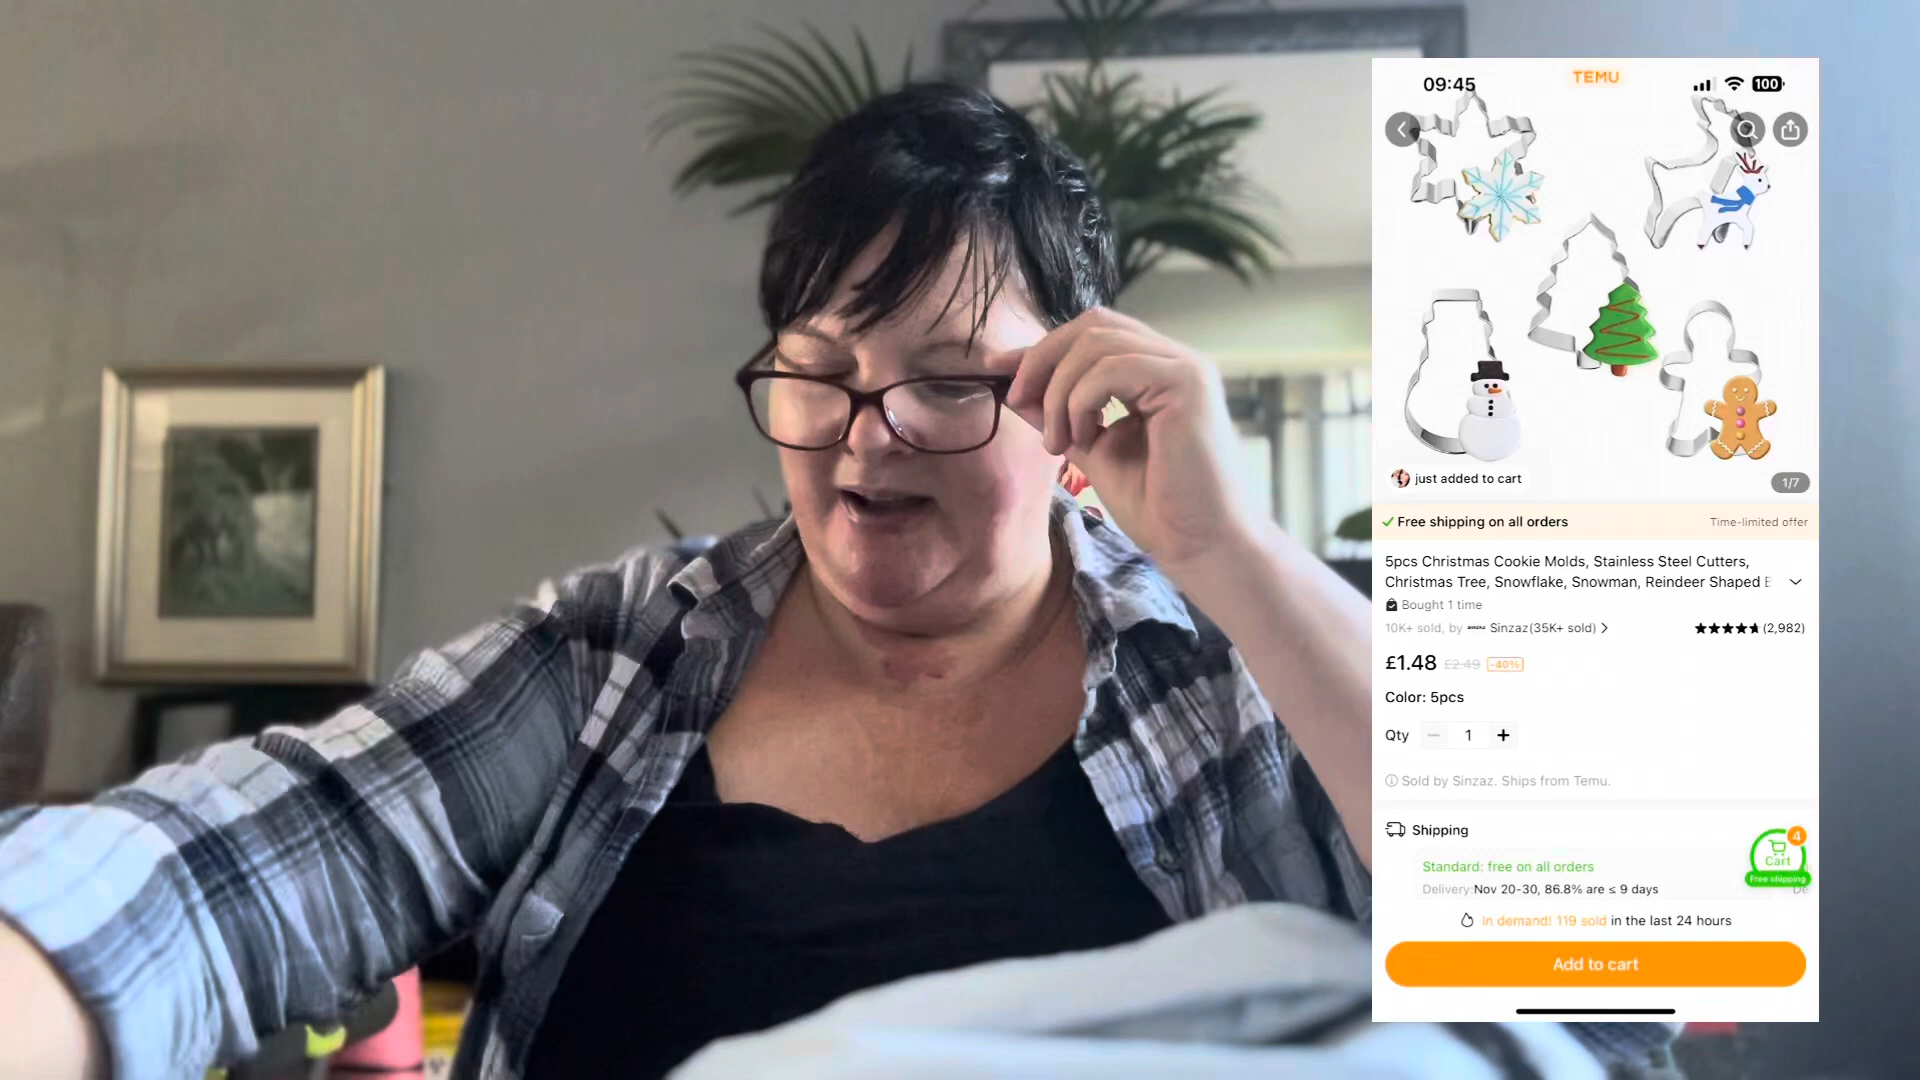 09:45
TEMU
100
just added to cart
1/7
Free shipping on all orders
Time-limited offer
5pcs Christmas Cookie Molds, Stainless Steel Cutters,
Christmas Tree, Snowflake, Snowman, Reindeer Shaped
Bought 1 time
10K+ sold, by Sinzaz(35K+ sold)
(2,982)
£1.48 £2.49 -40%
Color: 5pcs
Qty − 1 +
Sold by Sinzaz. Ships from Temu.
Shipping
4
Cart
Free shipping
Standard: free on all orders
Delivery: Nov 20-30, 86.8% are ≤ 9 days
De
In demand! 119 sold in the last 24 hours
Add to cart